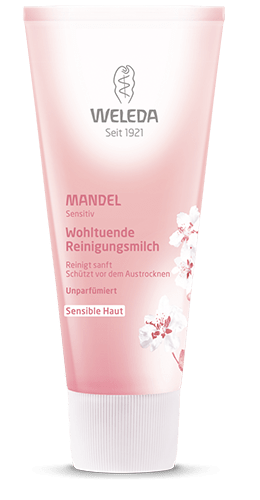 WELEDA
Seit 1921
MANDEL
Sensitiv
Wohltuende
Reinigungsmilch
Reinigt sanft
Schützt vor dem Austrocknen
Unparfümiert
Sensible Haut